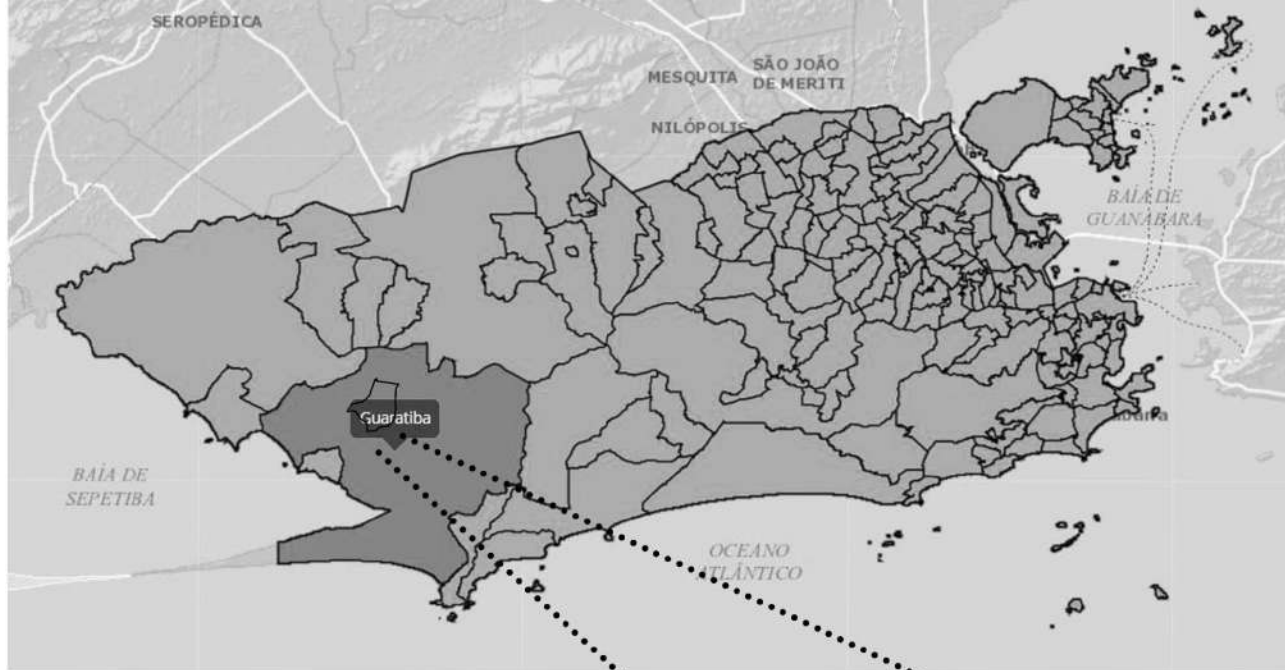 SEROPÉDICA
MESQUITA
SÃO JOÃO
DE MERITI
NILÓPOLIS
BAÍA DE
GUANABARA
Guaratiba
BAÍA DE
SEPETIBA
OCEANO
ATLÂNTICO